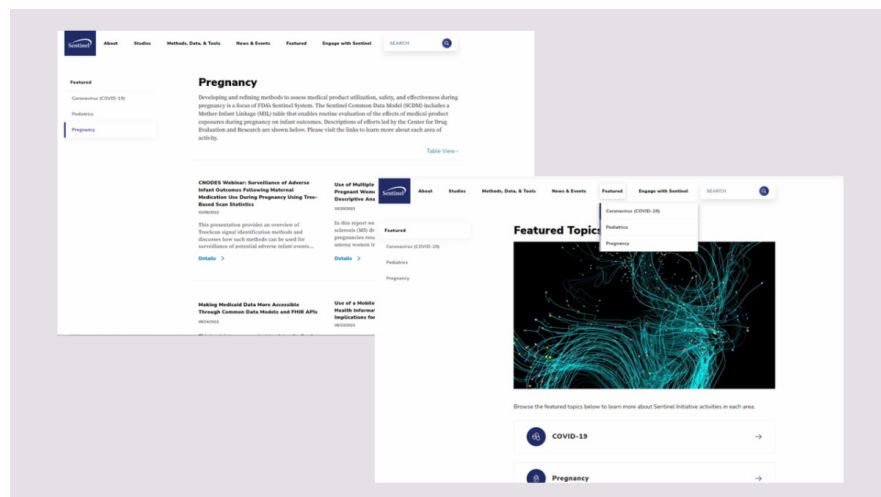 Sentinel
About Studies Methods, Data, & Tools News & Events Featured Engage with Sentinel SEARCH
Featured
Coronavirus (COVID-19)
Pediatrics
Pregnancy
Pregnancy
Developing and refining methods to assess medical product utilization, safety, and effectiveness during
pregnancy is a focus of FDA's Sentinel System. The Sentinel Common Data Model (SCDM) includes a
Mother-Infant Linkage (MIL) table that enables routine evaluation of the effects of medical product
exposures during pregnancy on infant outcomes. Descriptions of efforts led by the Center for Drug
Evaluation and Research are shown below. Please visit the links to learn more about each area of
activity.
Table View
CNODES Webinar: Surveillance of Adverse
Infant Outcomes Following Maternal
Medication Use During Pregnancy Using Tree-
Based Scan Statistics
This presentation provides an overview of
TreeScan signal identification methods and
discusses how such methods can be used for
surveillance of potential adverse infant events...
Details
Use of Multiple
Pregnant Wome
Descriptive Ana
In this report we
sclerosis (MS) dr
pregnancies resu
among women i
Details
Making Medicaid Data More Accessible
Through Common Data Models and FHIR APIs
Use of a Mobile
Health Informat
Implications for
Sentinel
About Studies Methods, Data, & Tools News & Events Featured Engage with Sentinel SEARCH
Coronavirus (COVID-19)
Pediatrics
Pregnancy
Featured
Coronavirus (COVID-19)
Pediatrics
Pregnancy
Featured Topics
Browse the featured topics below to learn more about Sentinel Initiative activities in each area.
COVID-19
Pregnancy